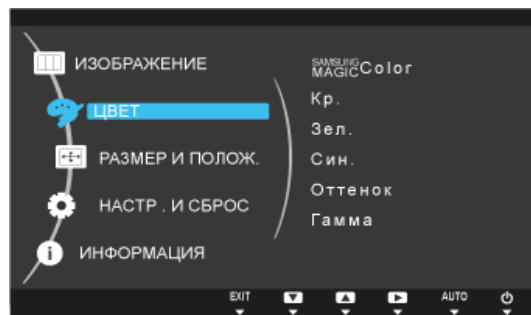 ИЗОБРАЖЕНИЕ
ЦВЕТ
РАЗМЕР И ПОЛОЖ.
НАСТР . И СБРОС
ИНФОРМАЦИЯ
SAMSUNG MAGIC Color
Кр.
Зел.
Син.
Оттенок
Гамма
EXIT AUTO